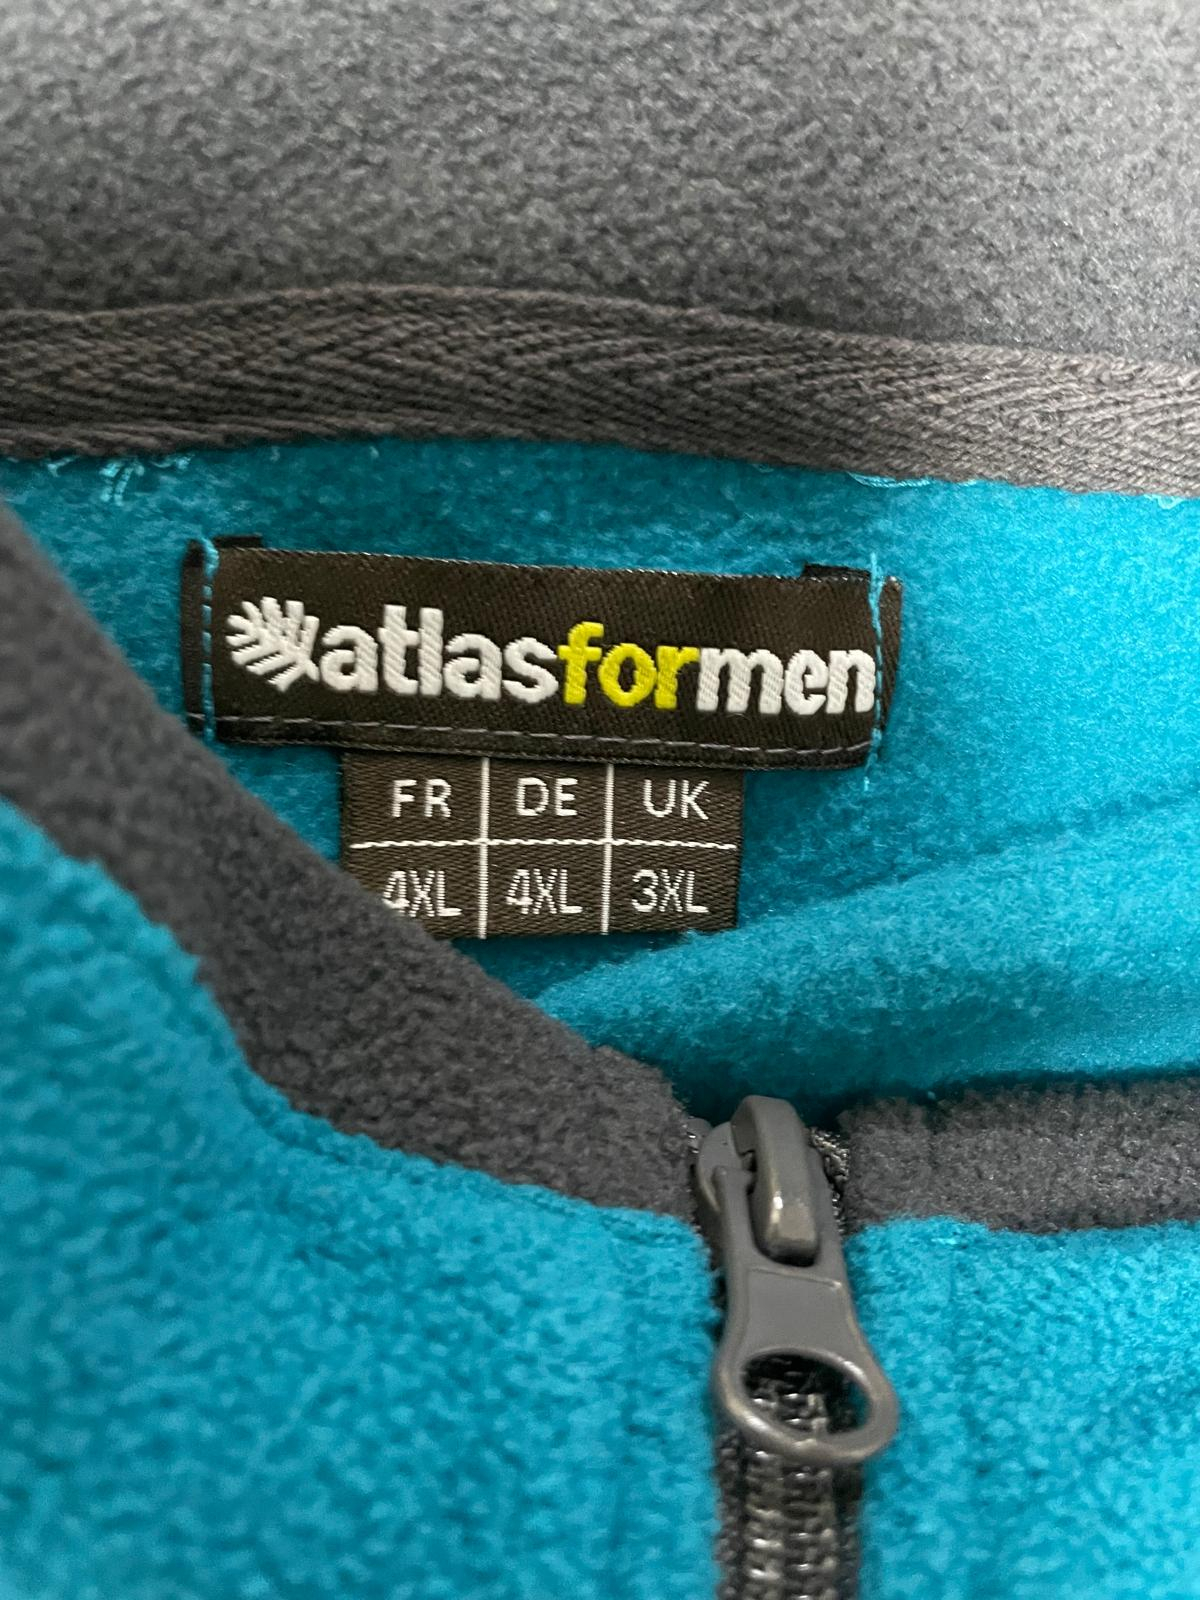 atlasformen
FR DE UK
4XL 4XL 3XL